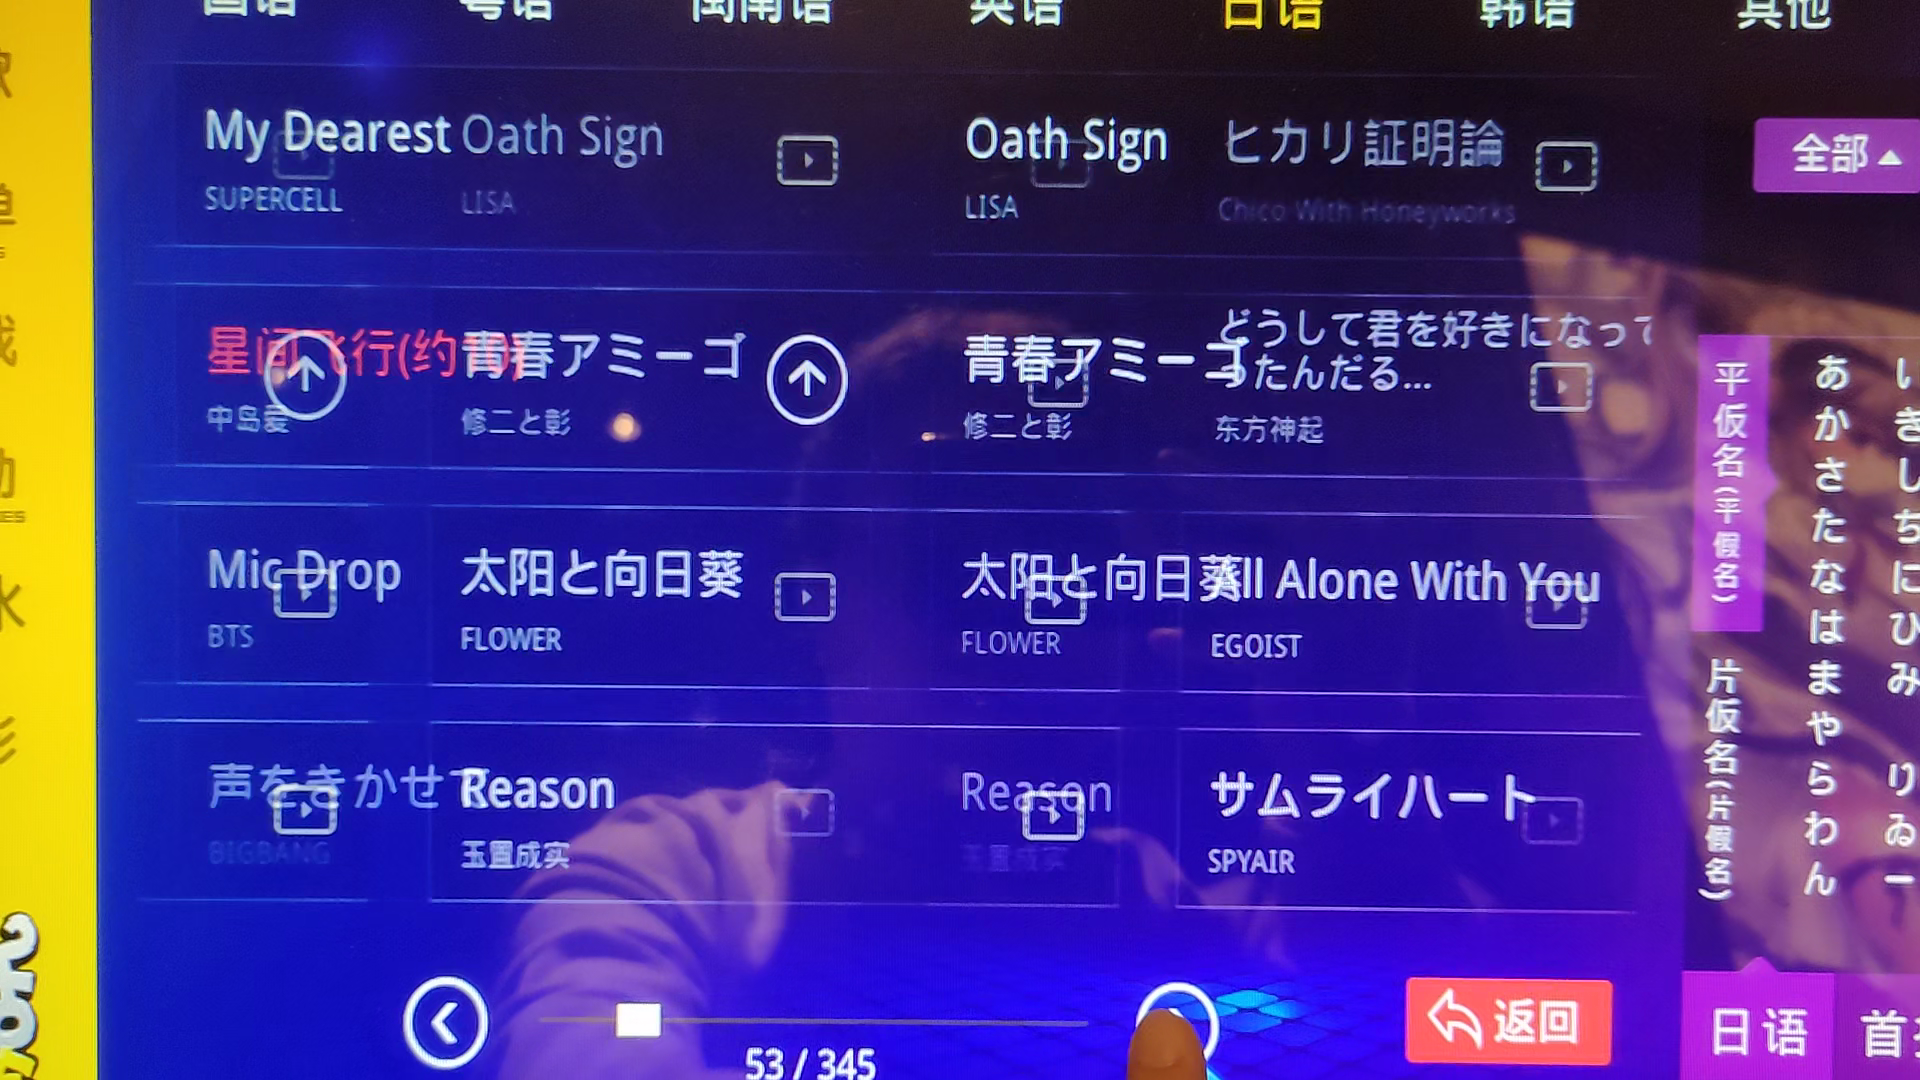 国语 粤语 闽南语 英语 日语 韩语 其他
My Dearest Oath Sign Oath Sign ヒカリ証明論
SUPERCELL LISA LISA Chico With Honeyworks
全部
星间飞行(约 青春アミーゴ 青春アミーゴ どうして君を好きになって
うたんだる...
中岛爱 修二と彰 修二と彰 东方神起
Mic Drop 太阳と向日葵 太阳と向日葵 All Alone With You
BTS FLOWER FLOWER EGOIST
声をきかせて Reason Reason サムライハート
BIGBANG 玉置成实 玉置成实 SPYAIR
平仮名(平假名)
片仮名(片假名)
あかさたなはまやらわん
いきしちにひみ りゐー
53 / 345
返回
日语